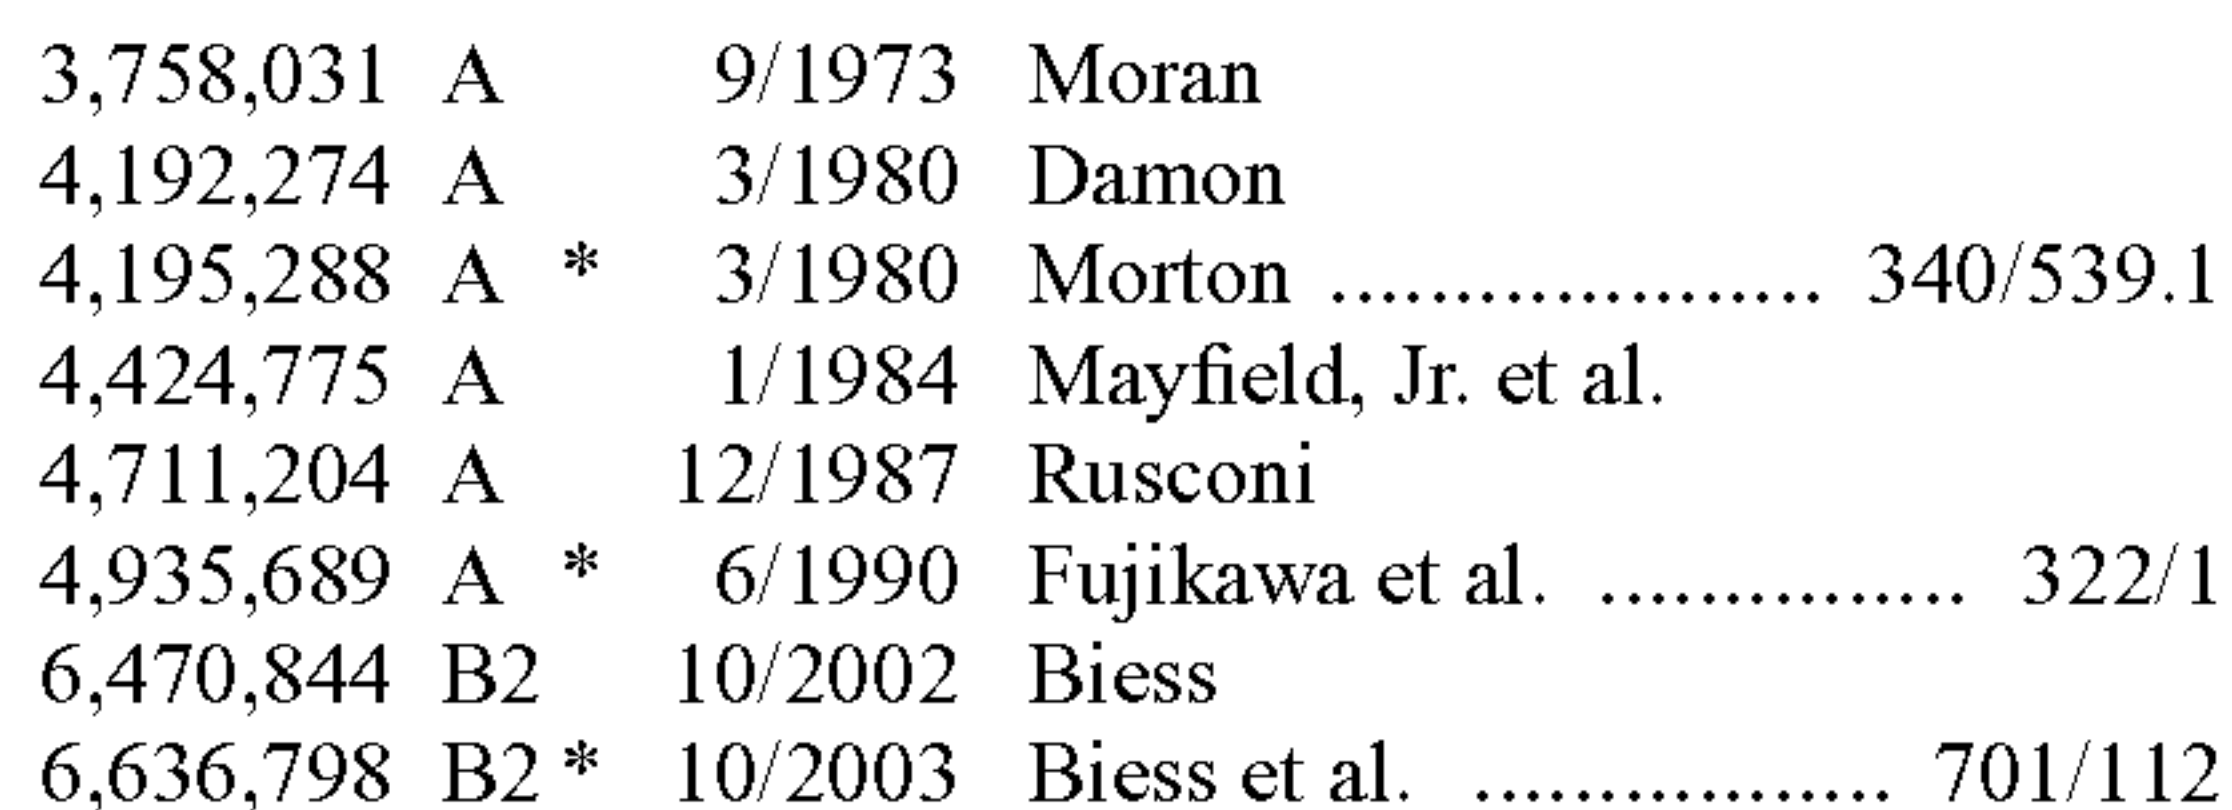 3,758,031 A 9/1973 Moran
4,192,274 A 3/1980 Damon
4,195,288 A * 3/1980 Morton .................... 340/539.1
4,424,775 A 1/1984 Mayfield, Jr. et al.
4,711,204 A 12/1987 Rusconi
4,935,689 A * 6/1990 Fujikawa et al. ............... 322/1
6,470,844 B2 10/2002 Biess
6,636,798 B2 * 10/2003 Biess et al. ................. 701/112